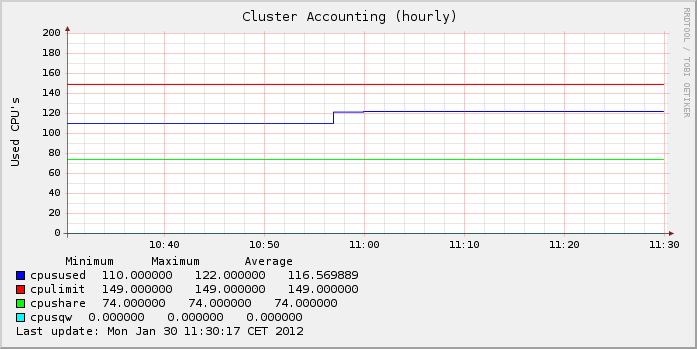 Cluster Accounting (hourly)
RRDTOOL / TOBI OETIKER
Used CPU's
200
180
160
140
120
100
80
60
40
20
0
10:40 10:50 11:00 11:10 11:20 11:30
Minimum Maximum Average
cpusused 110.000000 122.000000 116.569889
cpulimit 149.000000 149.000000 149.000000
cpushare 74.000000 74.000000 74.000000
cpusqw 0.000000 0.000000 0.000000
Last update: Mon Jan 30 11:30:17 CET 2012